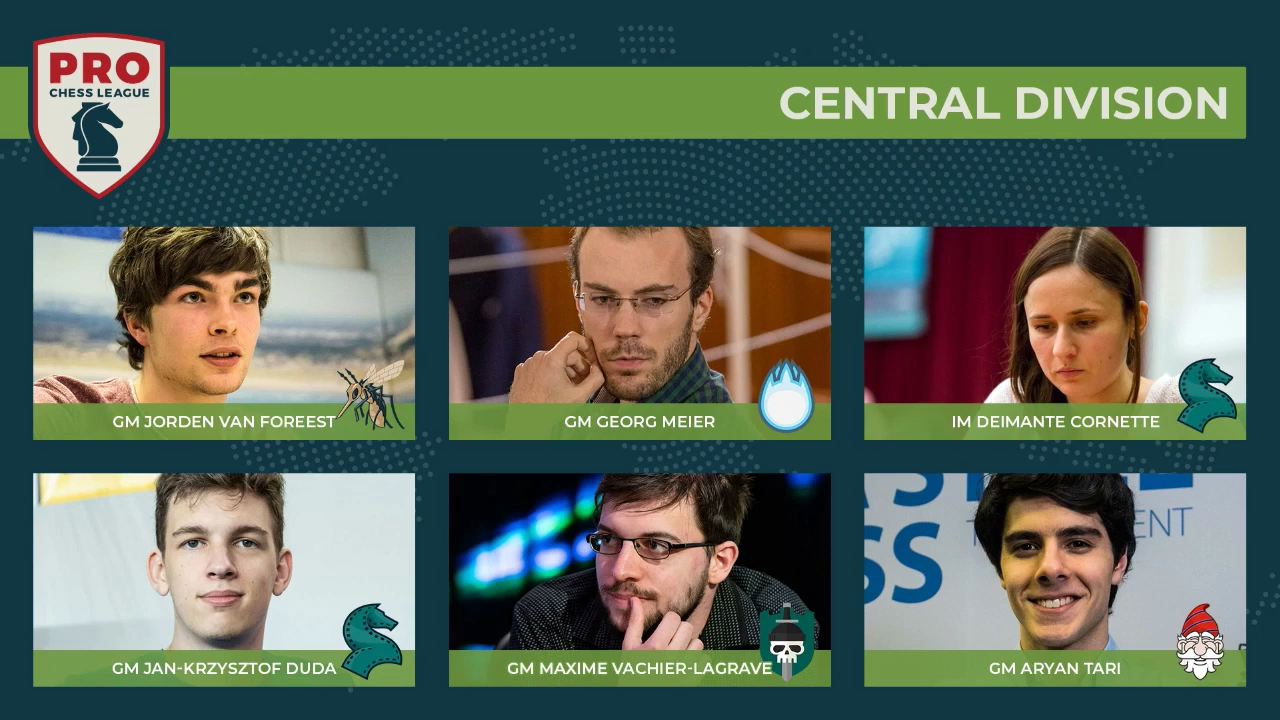 PRO
CHESS LEAGUE
CENTRAL DIVISION
GM JORDEN VAN FOREEST
GM GEORG MEIER
IM DEIMANTE CORNETTE
GM JAN-KRZYSZTOF DUDA
GM MAXIME VACHIER-LAGRAVE
GM ARYAN TARI